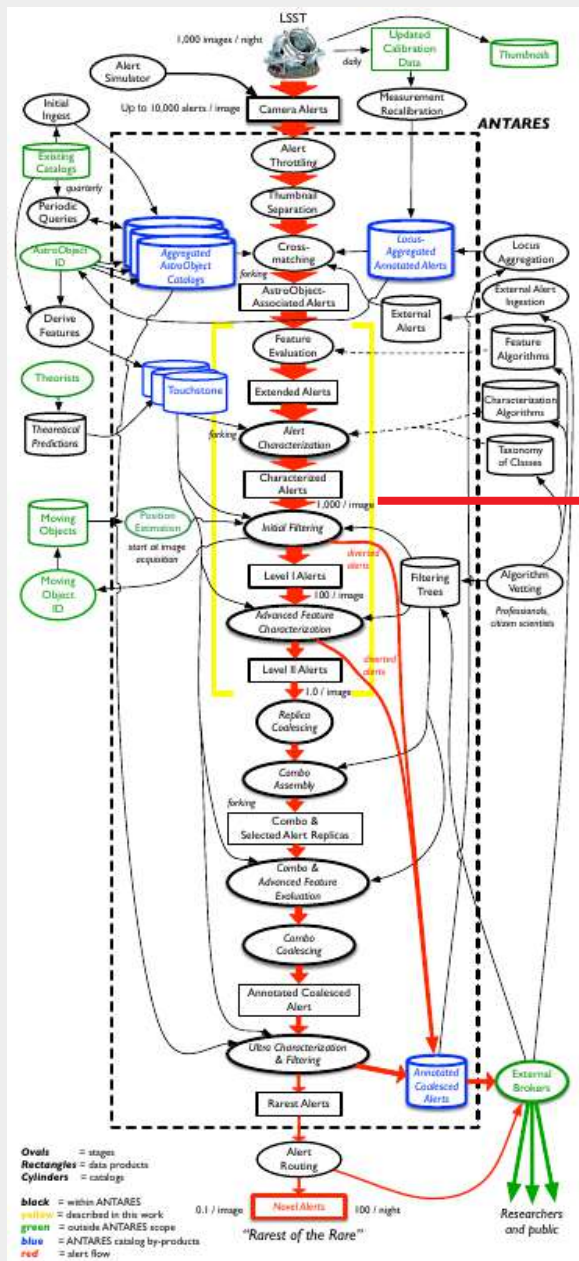 LSST
1,000 images / night
Updated
Calibration
Data
Thumbnails
daily
Alert
Simulator
Measurement
Recalibration
Up to 10,000 alerts / image
Camera Alerts
ANTARES
Initial
Ingest
Alert
Throttling
Existing
Catalogs
quarterly
Thumbnail
Separation
Periodic
Queries
Aggregated
AstroObject
Catalogs
Cross-
matching
Locus-
Aggregated
Annotated Alerts
Locus
Aggregation
AstroObject
ID
forking
AstroObject-
Associated Alerts
External
Alerts
External Alert
Ingestion
Derive
Features
Feature
Evaluation
Feature
Algorithms
Theorists
Touchstone
Extended Alerts
Characterization
Algorithms
Theoretical
Predictions
forking
Alert
Characterization
Taxonomy
of Classes
Characterized
Alerts
1,000 / image
Moving
Objects
Position
Estimation
start at image
acquisition
Initial Filtering
diverted
alerts
Moving
Object
ID
Level I Alerts
100 / image
Filtering
Trees
Algorithm
Vetting
Professionals,
citizen scientists
Advanced Feature
Characterization
Level II Alerts
diverted
alerts
1.0 / image
Replica
Coalescing
Combo
Assembly
forking
Combo &
Selected Alert Replicas
Combo &
Advanced Feature
Evaluation
Combo
Coalescing
Annotated Coalesced
Alert
Ultra Characterization
& Filtering
Annotated
Coalesced
Alerts
External
Brokers
Rarest Alerts
Alert
Routing
0.1 / image
Novel Alerts
100 / night
"Rarest of the Rare"
Researchers
and public
Ovals = stages
Rectangles = data products
Cylinders = catalogs
black = within ANTARES
yellow = described in this work
green = outside ANTARES scope
blue = ANTARES catalog by-products
red = alert flow